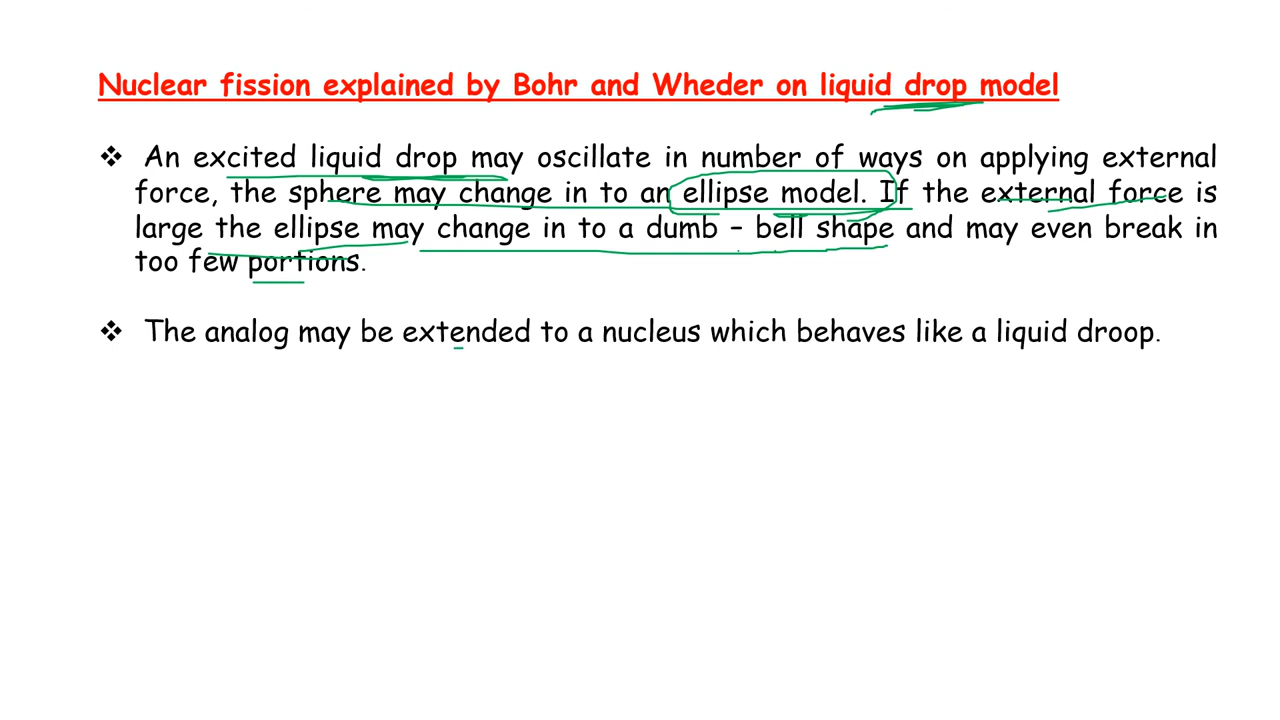 Nuclear fission explained by Bohr and Wheder on liquid drop model
❖ An excited liquid drop may oscillate in number of ways on applying external
force, the sphere may change in to an ellipse model. If the external force is
large the ellipse may change in to a dumb – bell shape and may even break in
too few portions.
❖ The analog may be extended to a nucleus which behaves like a liquid droop.